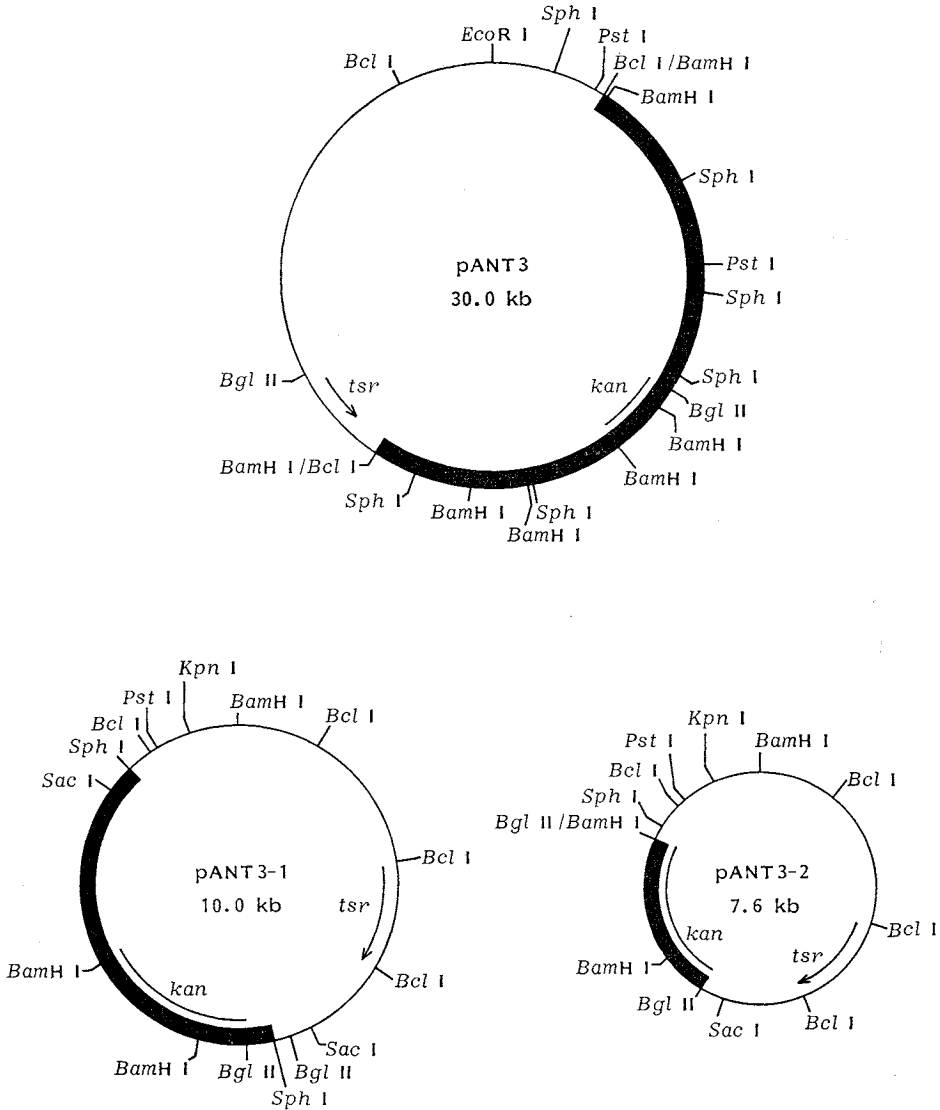 Sph I
EcoR I
Pst I
Bcl I
Bcl I/BamH I
BamH I
Sph I
pANT3
30.0 kb
Pst I
Sph I
Bgl II
tsr
kan
Sph I
Bgl II
BamH I
BamH I/Bcl I
BamH I
Sph I
BamH I
Sph I
BamH I
Kpn I
Pst I
BamH I
Bcl I
Bcl I
Sph I
Sac I
pANT3-1
10.0 kb
Bcl I
tsr
BamH I
kan
Bcl I
Sac I
BamH I
Bgl II
Bgl II
Sph I
Kpn I
Pst I
BamH I
Bcl I
Bcl I
Sph I
Bgl II/BamH I
pANT3-2
7.6 kb
kan
tsr
Bcl I
BamH I
Bgl II
Sac I
Bcl I